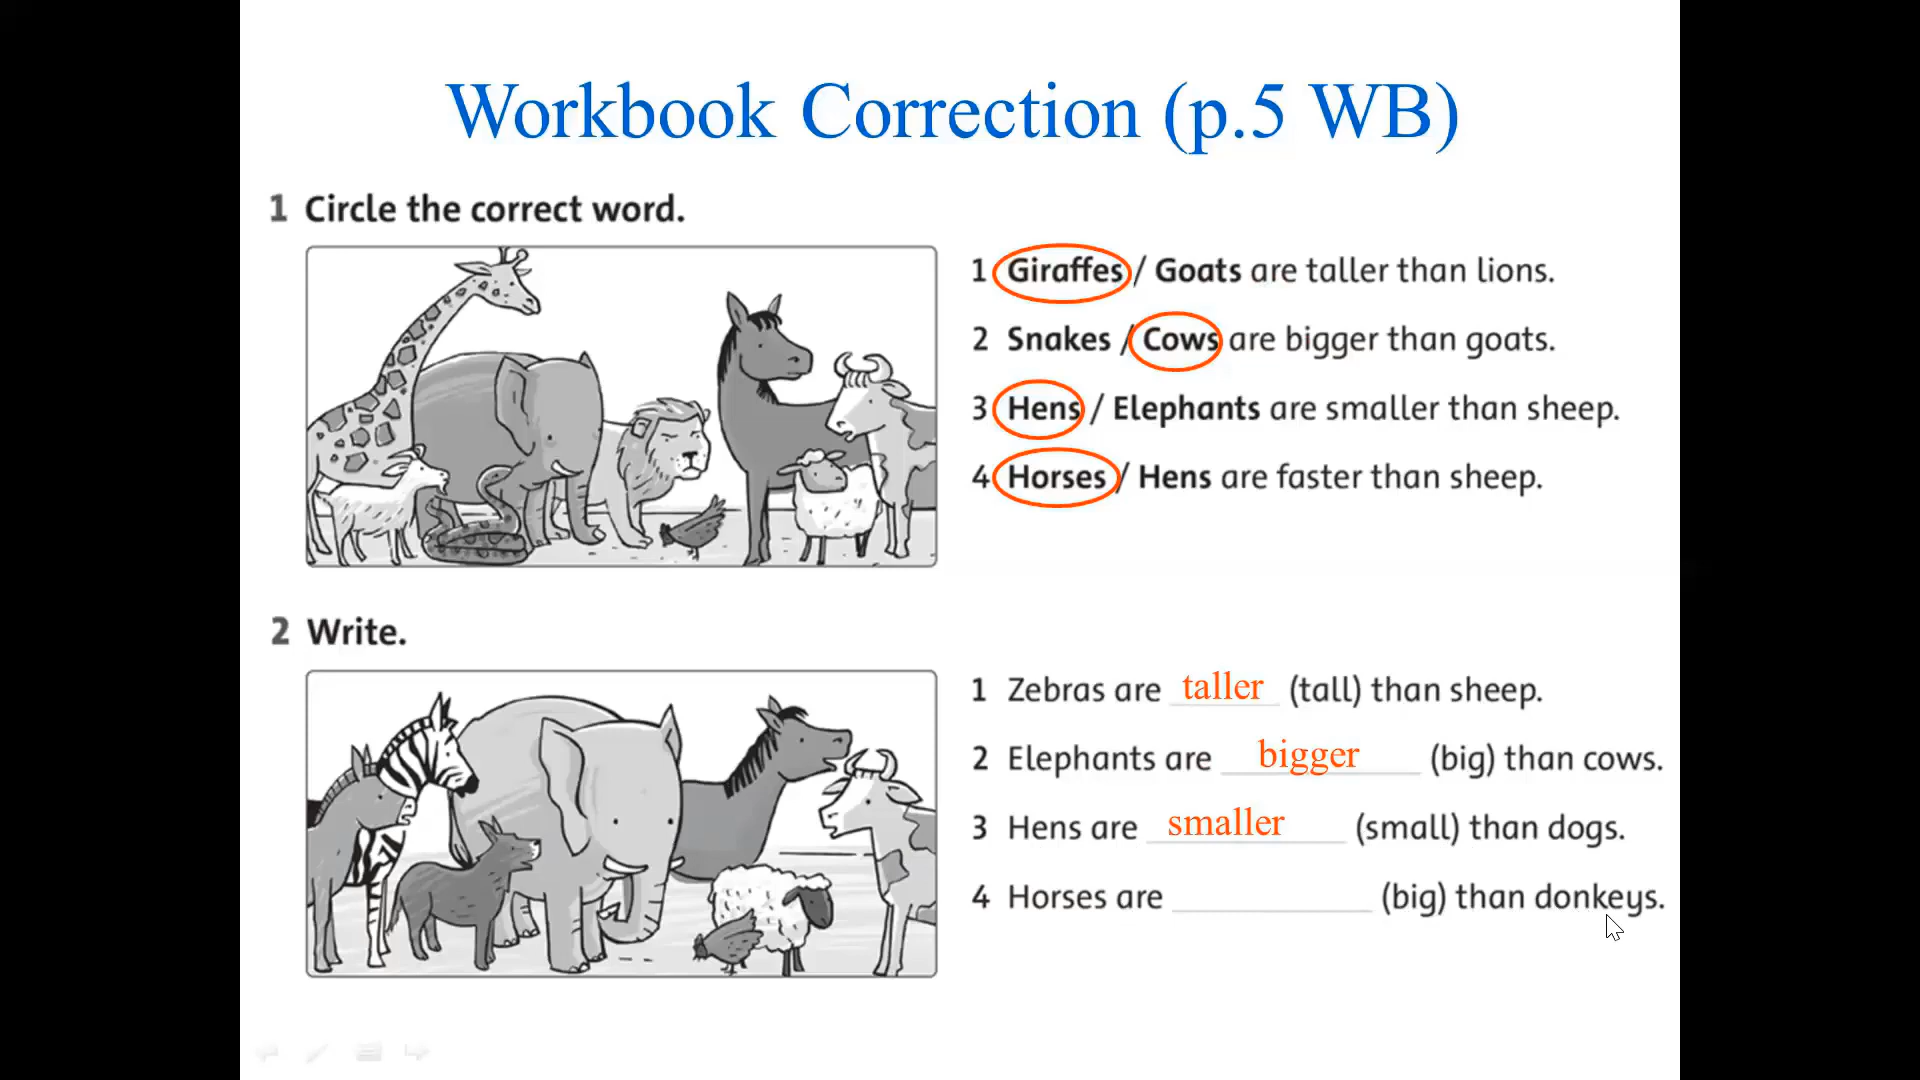 Workbook Correction (p.5 WB)
1 Circle the correct word.
1 Giraffes / Goats are taller than lions.
2 Snakes / Cows are bigger than goats.
3 Hens / Elephants are smaller than sheep.
4 Horses / Hens are faster than sheep.
2 Write.
1 Zebras are taller (tall) than sheep.
2 Elephants are bigger (big) than cows.
3 Hens are smaller (small) than dogs.
4 Horses are ____________ (big) than donkeys.